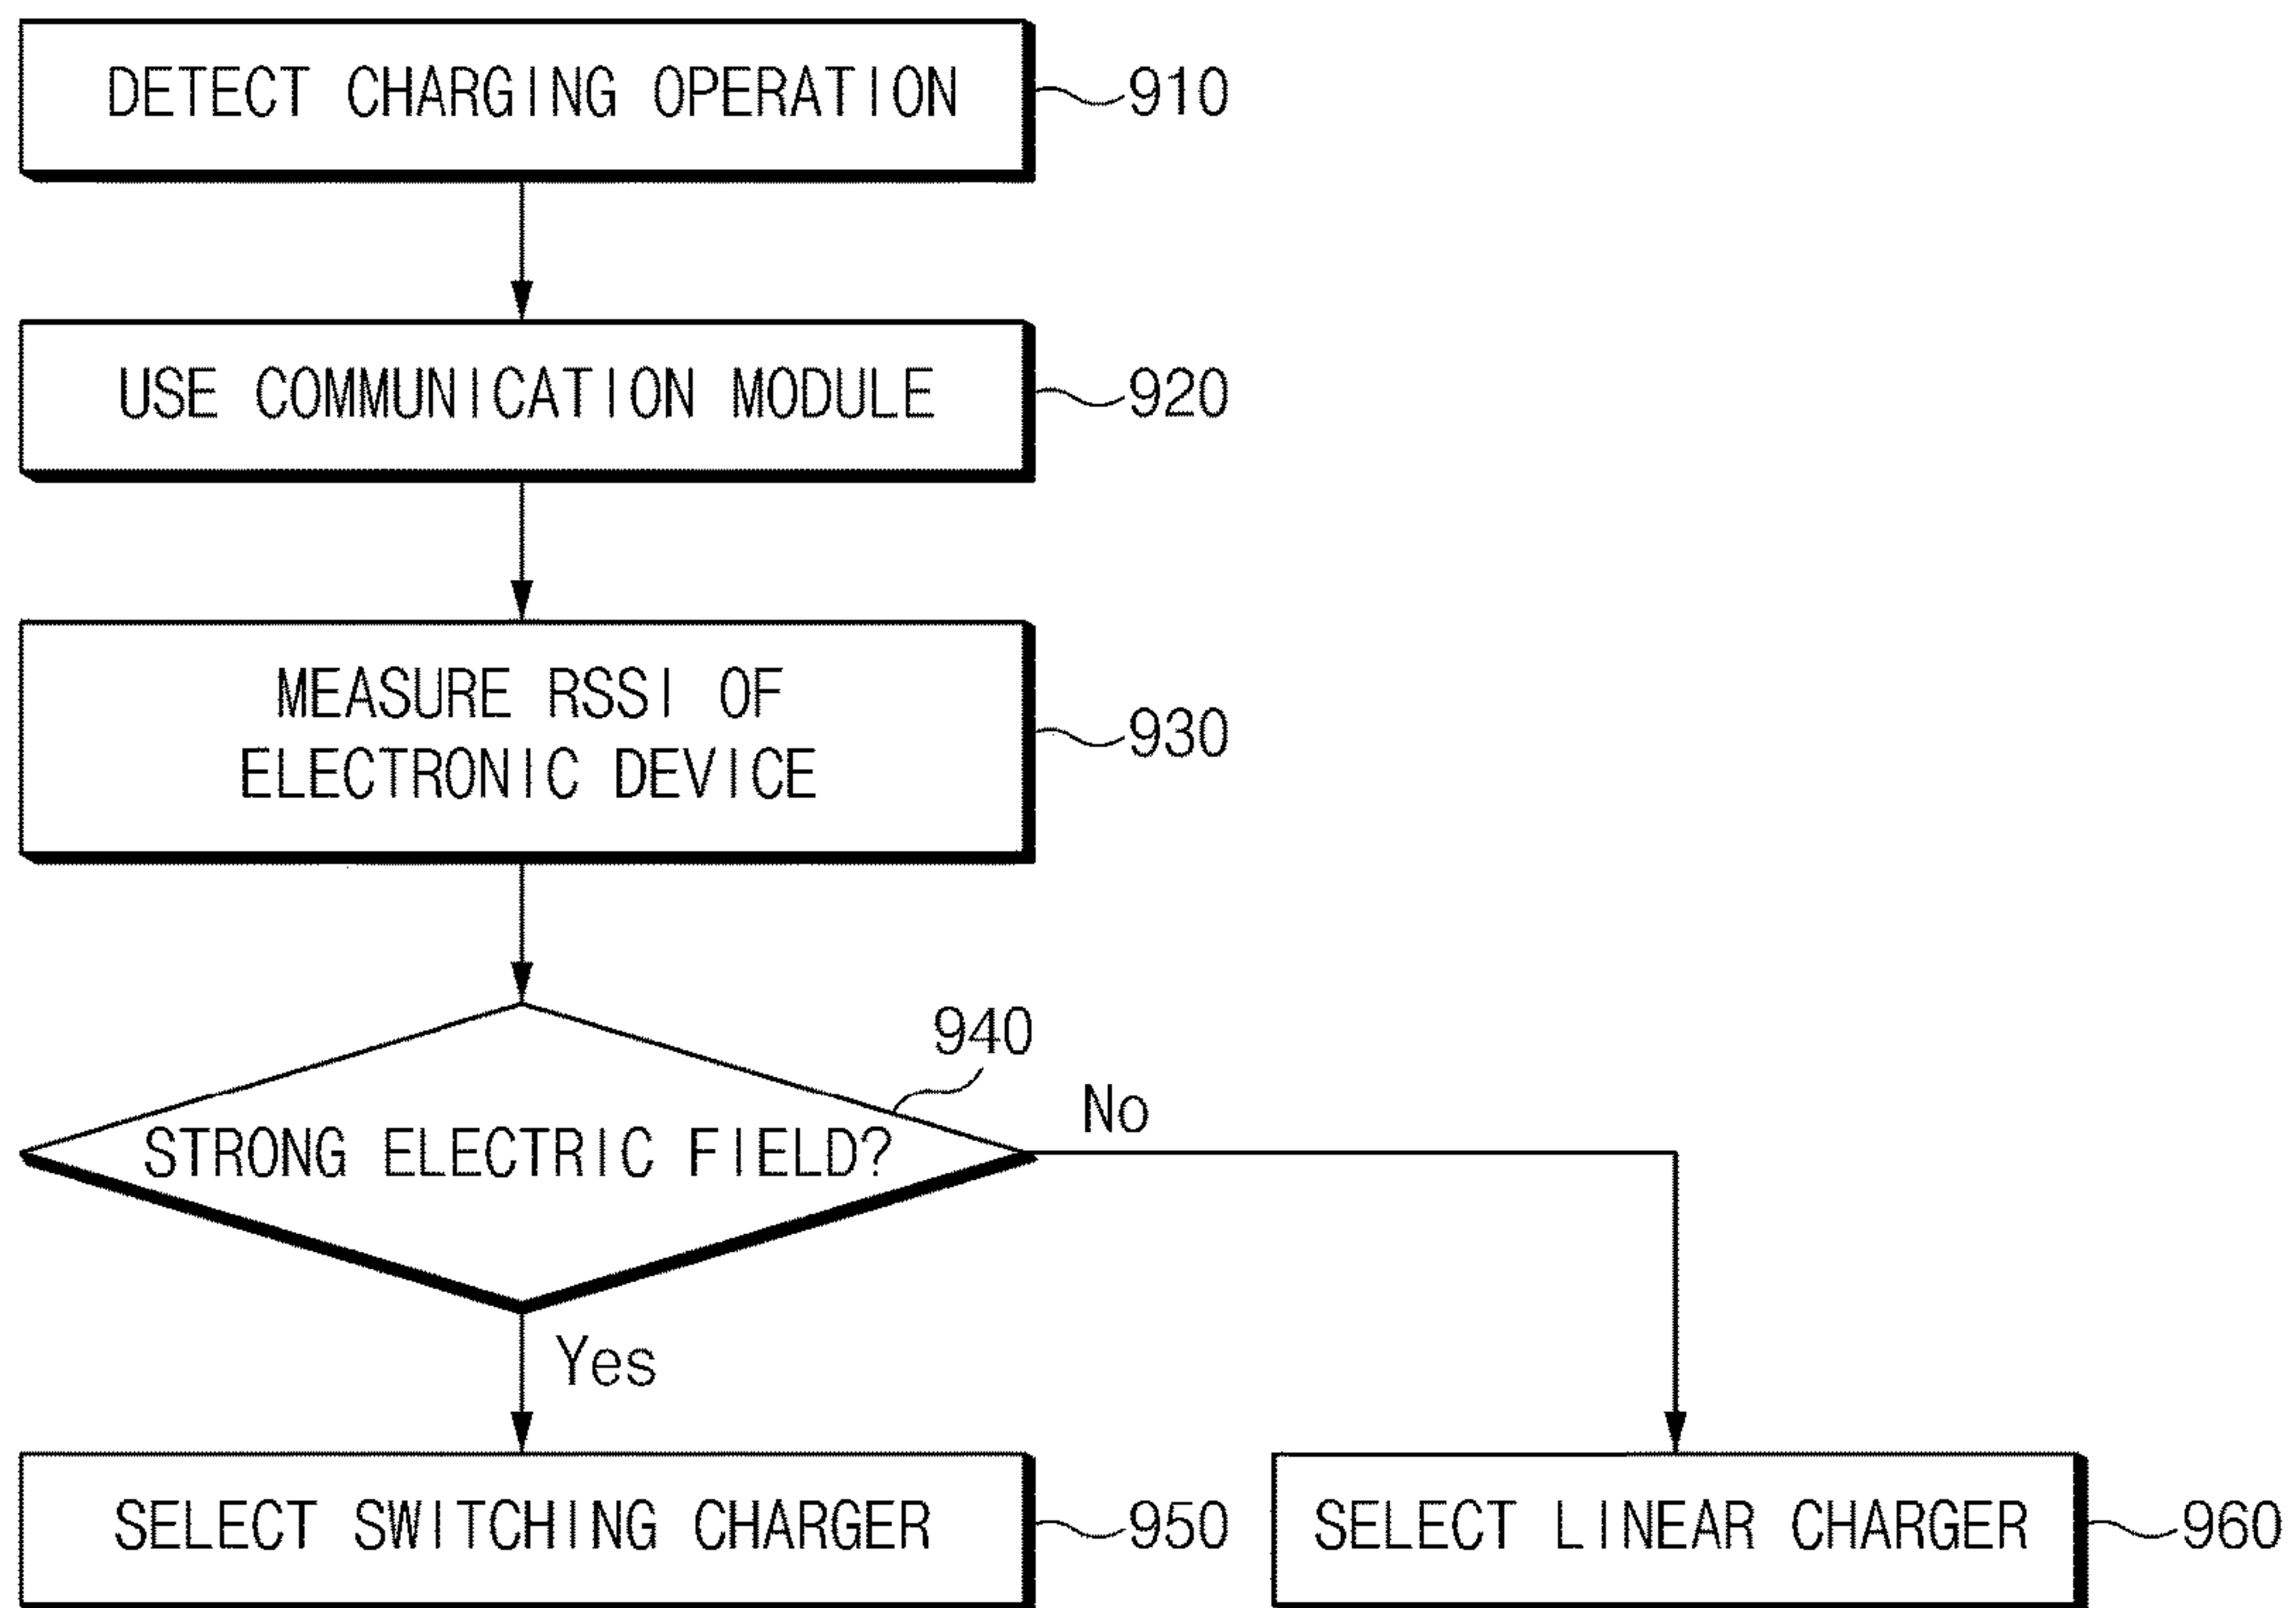 DETECT CHARGING OPERATION
910
USE COMMUNICATION MODULE
920
MEASURE RSSI OF
ELECTRONIC DEVICE
930
940
STRONG ELECTRIC FIELD?
No
Yes
SELECT SWITCHING CHARGER
950
SELECT LINEAR CHARGER
960